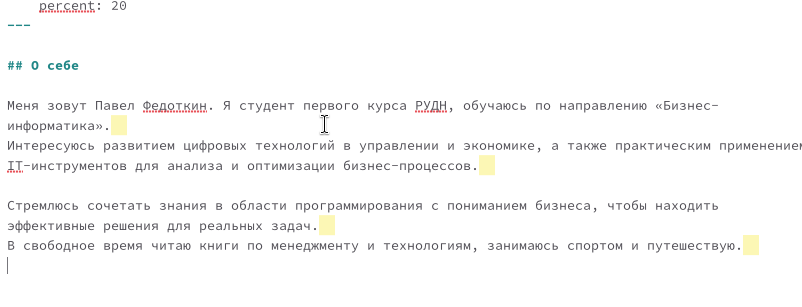 percent: 20
---
## О себе
Меня зовут Павел Федоткин. Я студент первого курса РУДН, обучаюсь по направлению «Бизнес-
информатика».
Интересуюсь развитием цифровых технологий в управлении и экономике, а также практическим применением
IT-инструментов для анализа и оптимизации бизнес-процессов.
Стремлюсь сочетать знания в области программирования с пониманием бизнеса, чтобы находить
эффективные решения для реальных задач.
В свободное время читаю книги по менеджменту и технологиям, занимаюсь спортом и путешествую.